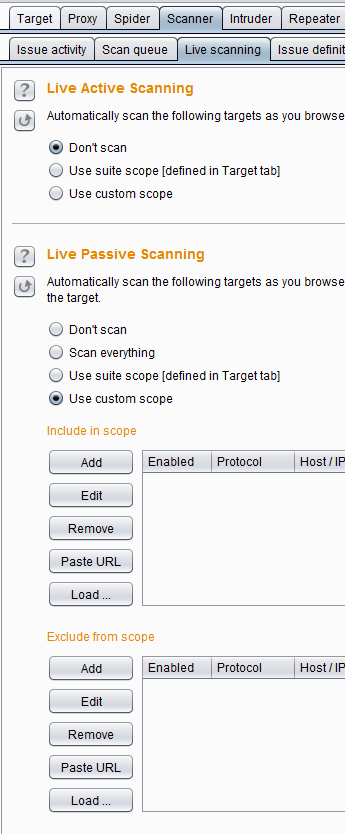 Target Proxy Spider Scanner Intruder Repeater
Issue activity Scan queue Live scanning Issue definit
? Live Active Scanning
Automatically scan the following targets as you browse
Don't scan
Use suite scope [defined in Target tab]
Use custom scope
? Live Passive Scanning
Automatically scan the following targets as you browse
the target.
Don't scan
Scan everything
Use suite scope [defined in Target tab]
Use custom scope
Include in scope
Add Enabled Protocol Host / IP
Edit
Remove
Paste URL
Load ...
Exclude from scope
Add Enabled Protocol Host / IP
Edit
Remove
Paste URL
Load ...